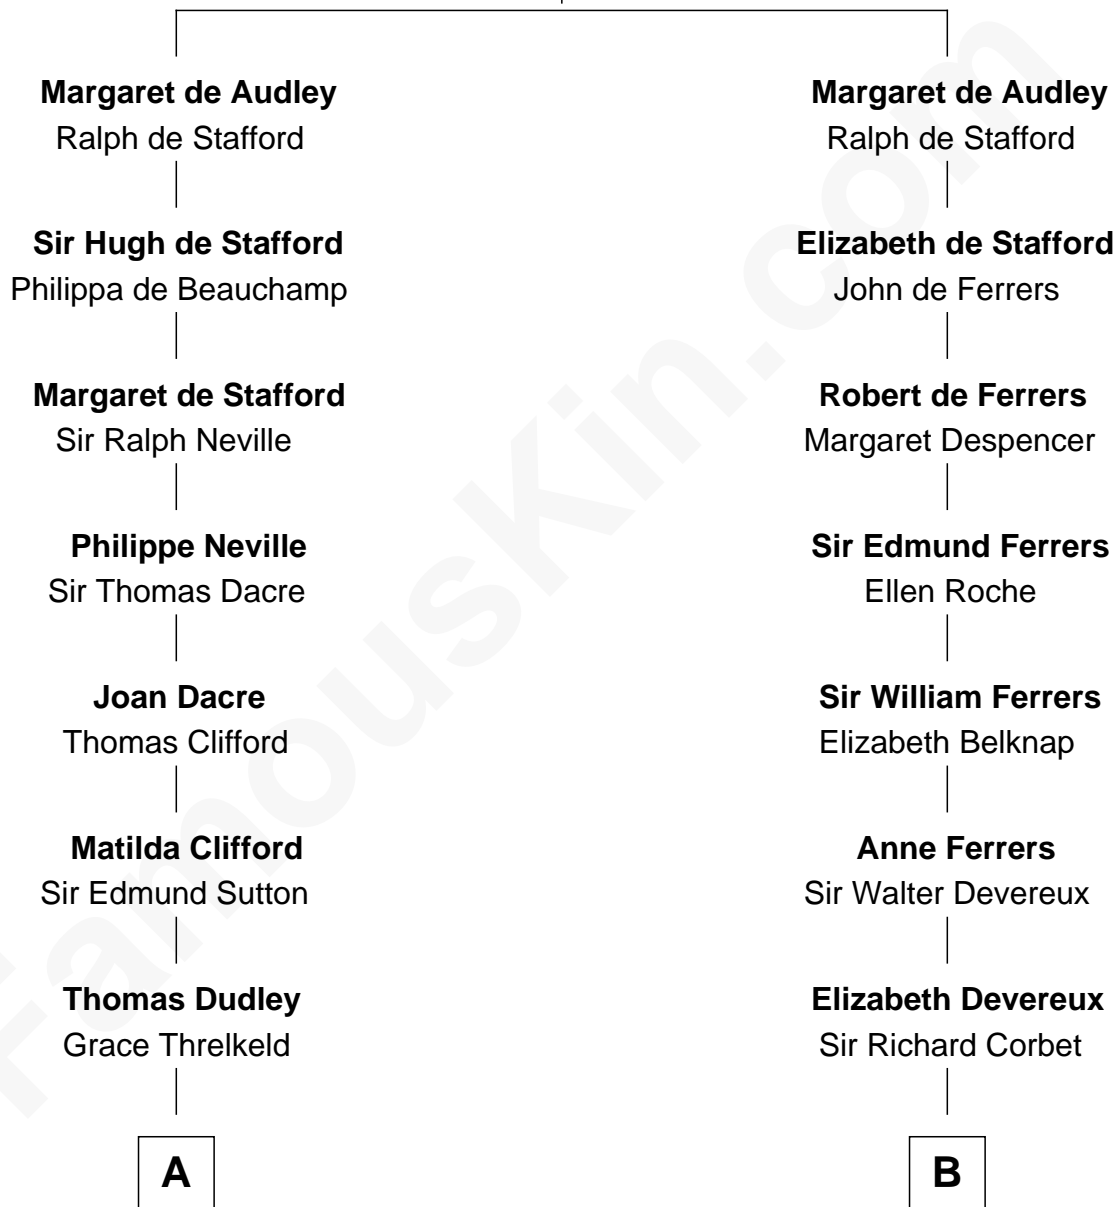 Margaret de Audley
Ralph de Stafford
Sir Hugh de Stafford
Philippa de Beauchamp
Margaret de Stafford
Sir Ralph Neville
Philippe Neville
Sir Thomas Dacre
Joan Dacre
Thomas Clifford
Matilda Clifford
Sir Edmund Sutton
Thomas Dudley
Grace Threlkeld
A
Margaret de Audley
Ralph de Stafford
Elizabeth de Stafford
John de Ferrers
Robert de Ferrers
Margaret Despencer
Sir Edmund Ferrers
Ellen Roche
Sir William Ferrers
Elizabeth Belknap
Anne Ferrers
Sir Walter Devereux
Elizabeth Devereux
Sir Richard Corbet
B
FamousKin.com